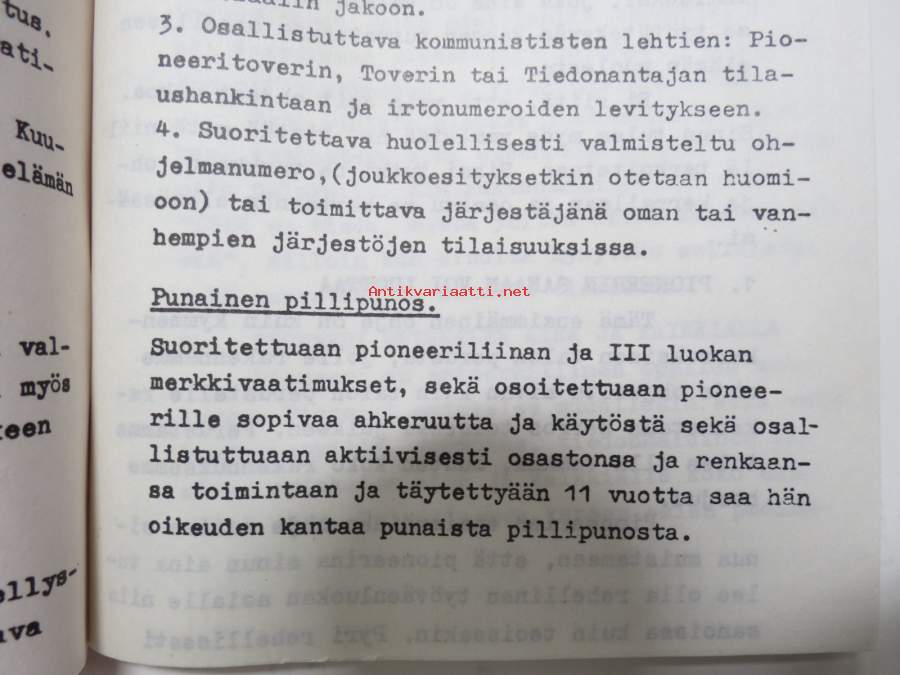 tus.
ati-
Kuu-
elämän
val-
myös
teen
ellys-
ava
jakoon.
3. Osallistuttava kommunististen lehtien: Pio-
neeritoverin, Toverin tai Tiedonantajan tila-
ushankintaan ja irtonumeroiden levitykseen.
4. Suoritettava huolellisesti valmisteltu oh-
jelmanumero, (joukkoesityksetkin otetaan huomi-
oon) tai toimittava järjestäjänä oman tai van-
hempien järjestöjen tilaisuuksissa.
Antikvariaatti.net
Punainen pillipunos.
Suoritettuaan pioneeriliinan ja III luokan
merkkivaatimukset, sekä osoitettuaan pionee-
rille sopivaa ahkeruutta ja käytöstä sekä osal-
listuttuaan aktiivisesti osastonsa ja renkaan-
sa toimintaan ja täytettyään 11 vuotta saa hän
oikeuden kantaa punaista pillipunosta.